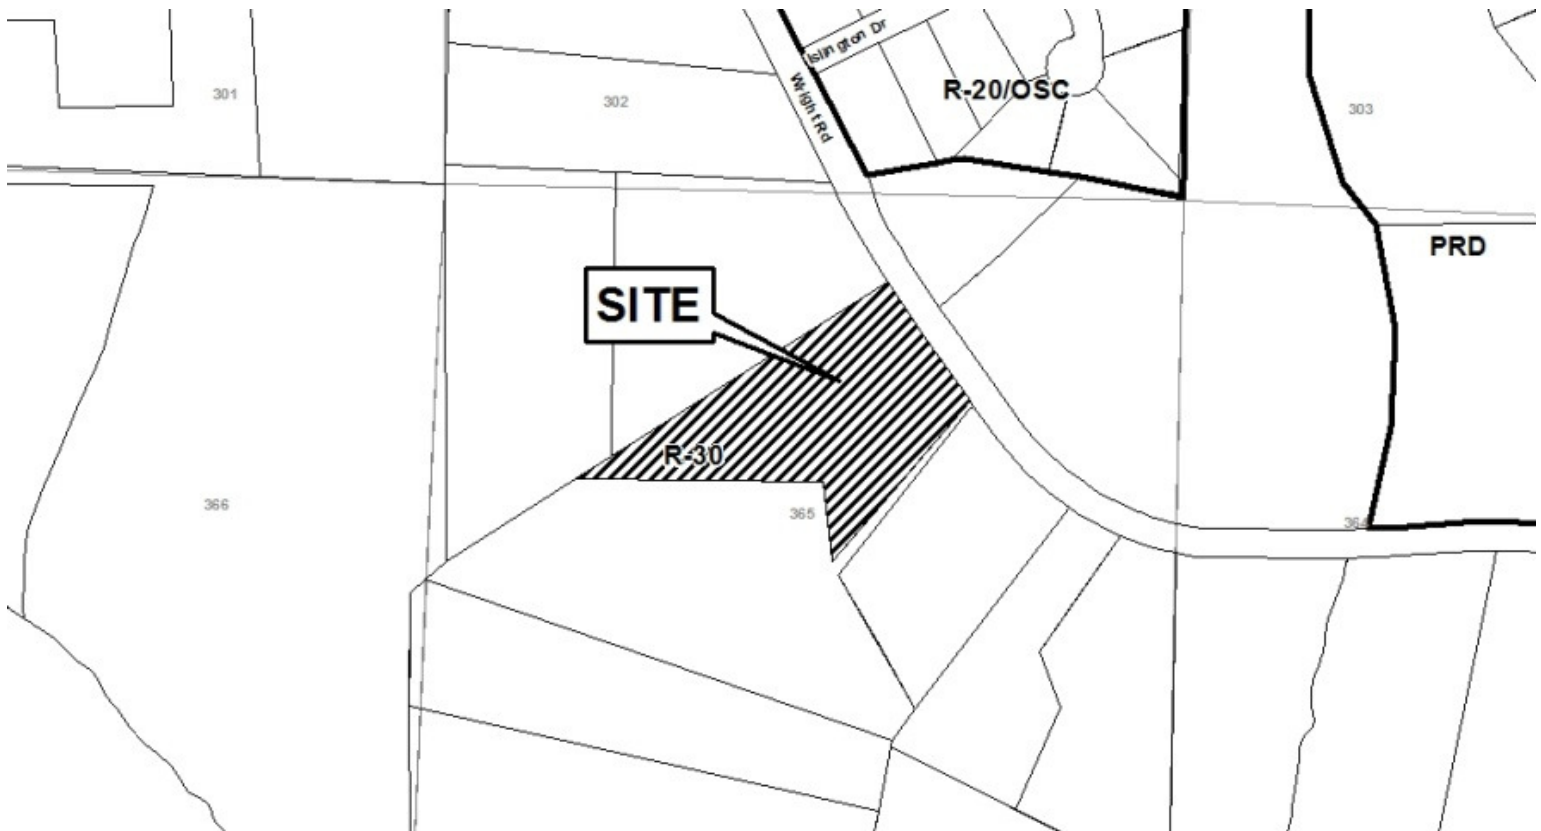 Islington Dr
Wright Rd
R-20/OSC
301
302
303
PRD
SITE
R-30
366
365
364